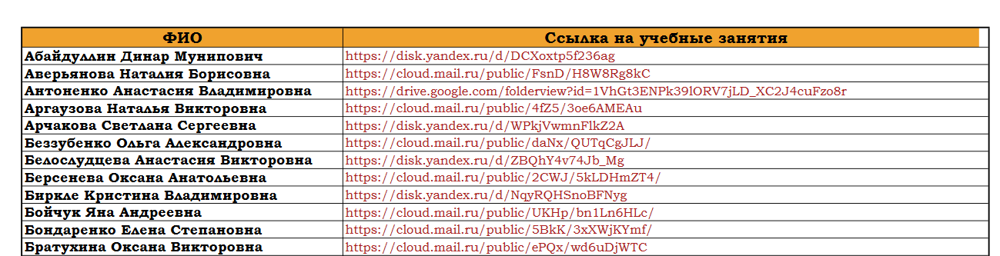 ФИО Ссылка на учебные занятия
Абайдуллин Динар Мунипович https://disk.yandex.ru/d/DCXoxtp5f236ag
Аверьянова Наталия Борисовна https://cloud.mail.ru/public/FsnD/H8W8Rg8kC
Антоненко Анастасия Владимировна https://drive.google.com/folderview?id=1VhGt3ENPk39lORV7jLD_XC2J4cuFzo8r
Аргаузова Наталья Викторовна https://cloud.mail.ru/public/4fZ5/3oe6AMEAu
Арчакова Светлана Сергеевна https://disk.yandex.ru/d/WPkjVwmnFlkZ2A
Беззубенко Ольга Александровна https://cloud.mail.ru/public/daNx/QUTqCgJLJ/
Белослудцева Анастасия Викторовна https://disk.yandex.ru/d/ZBQhY4v74Jb_Mg
Берсенева Оксана Анатольевна https://cloud.mail.ru/public/2CWJ/5kLDHmZT4/
Биркле Кристина Владимировна https://disk.yandex.ru/d/NqyRQHSnoBFNyg
Бойчук Яна Андреевна https://cloud.mail.ru/public/UKHp/bn1Ln6HLc/
Бондаренко Елена Степановна https://cloud.mail.ru/public/5BkK/3xXWjKYmf/
Братухина Оксана Викторовна https://cloud.mail.ru/public/ePQx/wd6uDjWTC